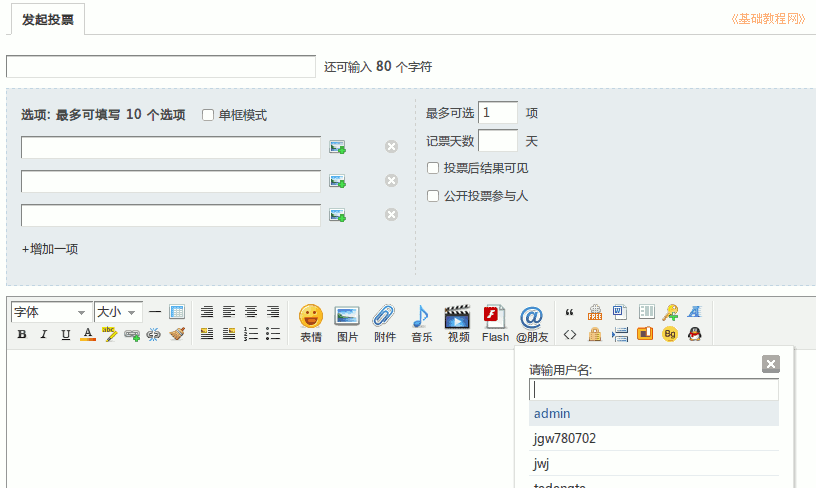 发起投票
《基础教程网》
还可输入 80 个字符
选项: 最多可填写 10 个选项 单框模式
最多可选 1 项
记票天数 天
投票后结果可见
公开投票参与人
+增加一项
字体 大小
B I U A
表情 图片 附件 音乐 视频 Flash @朋友
Bg
请输用户名:
admin
jgw780702
jwj